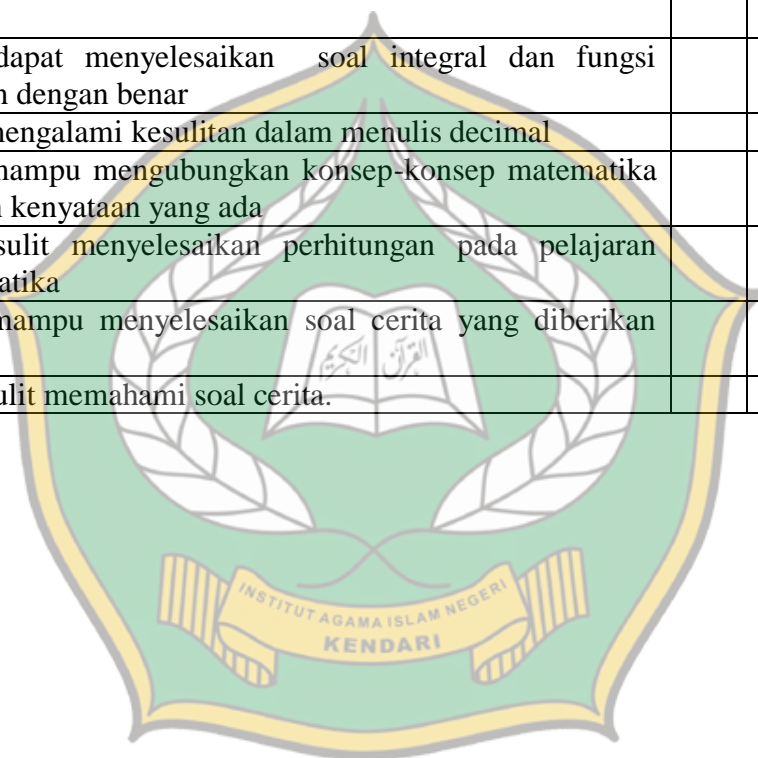 dapat menyelesaikan soal integral dan fungsi
n dengan benar
mengalami kesulitan dalam menulis decimal
mampu mengubungkan konsep-konsep matematika
n kenyataan yang ada
sulit menyelesaikan perhitungan pada pelajaran
atika
mampu menyelesaikan soal cerita yang diberikan
القرآن الكريم
ulit memahami soal cerita.
INSTITUT AGAMA ISLAM NEGERI
KENDARI